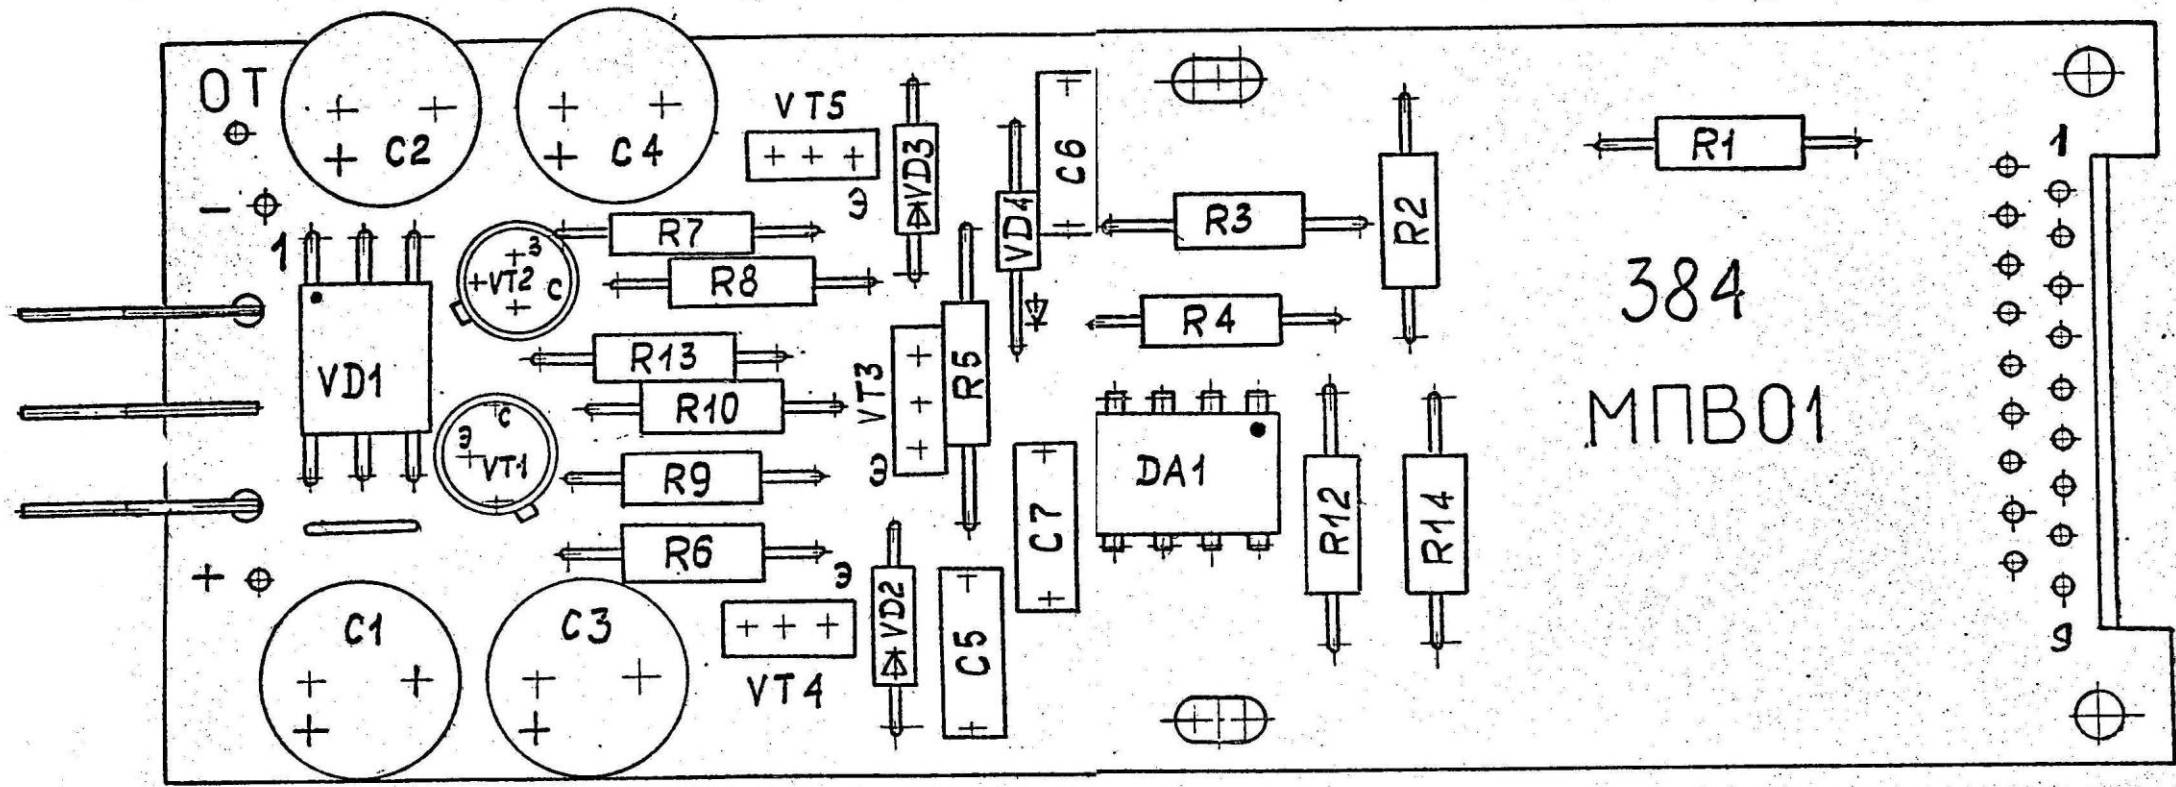 ОТ
+ C2
+ C4
VT5
Э
VD3
C6
VD4
R1
1
-
1
R7
R3
R2
VT2
З
С
R8
384
R4
VD1
R13
VT3
R5
R10
МПВ01
С
Э
VT1
R9
Э
DA1
R12
R14
C7
R6
+
Э
VD2
C1
+
C3
+
VT4
C5
9